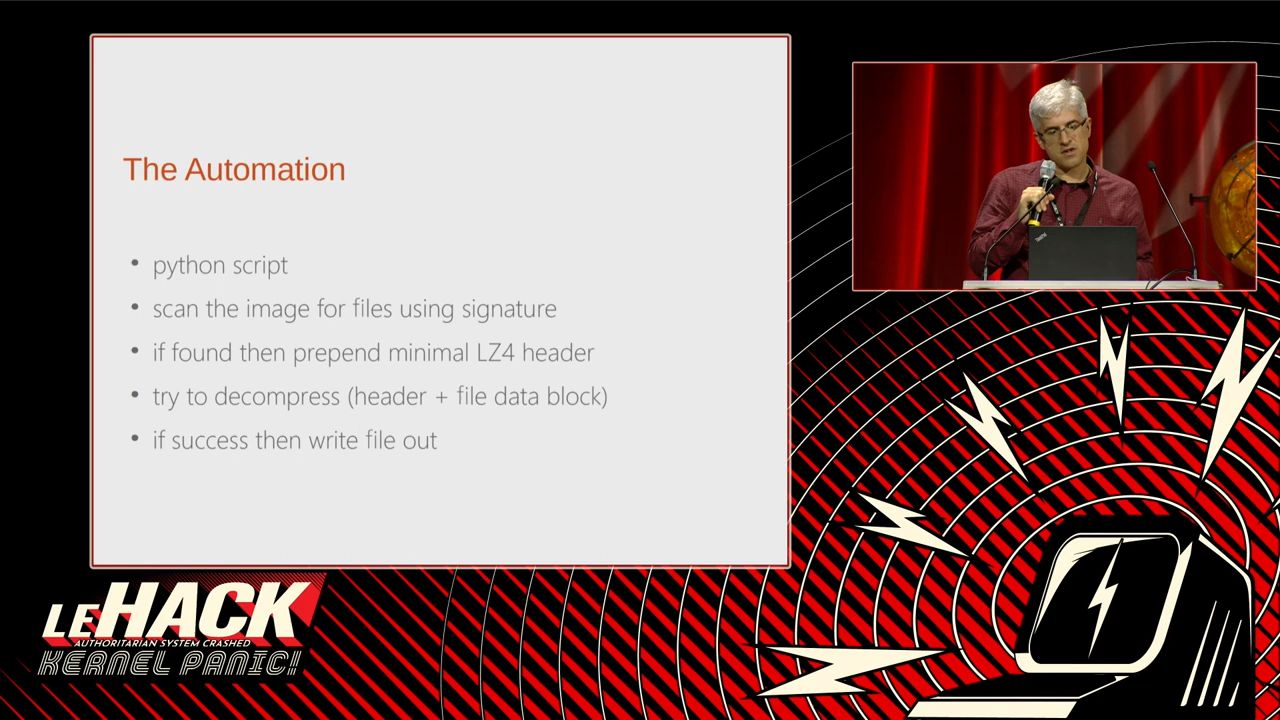 The Automation
• python script
• scan the image for files using signature
• if found then prepend minimal LZ4 header
• try to decompress (header + file data block)
• if success then write file out
ThinkPad
LEHACK
AUTHORITARIAN SYSTEM CRASHED
KERNEL PANIC!